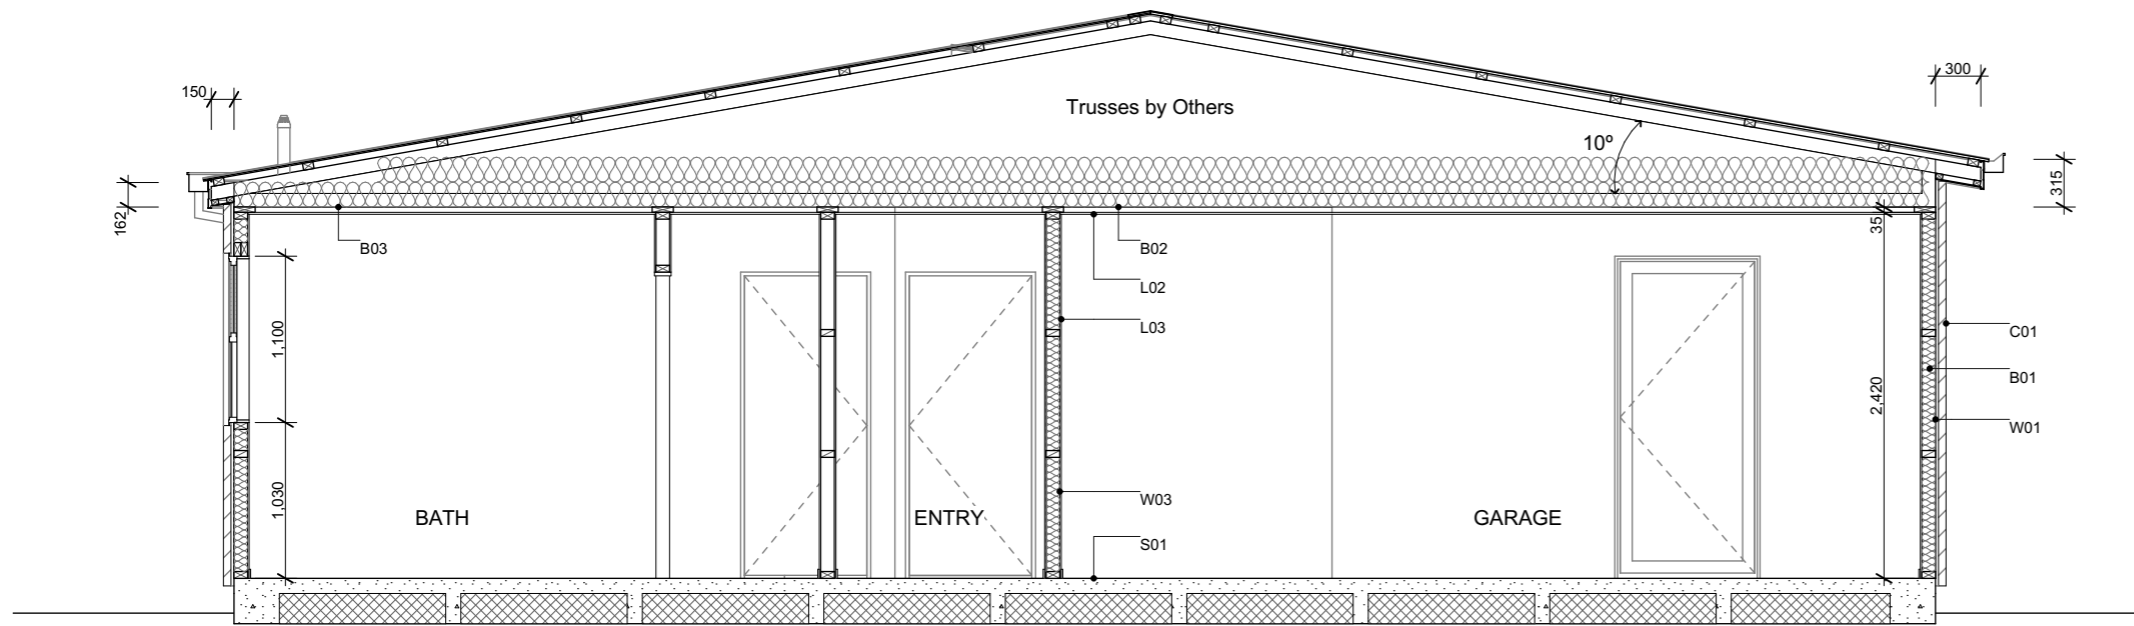 300
150
Trusses by Others
10º
315
162
35
B03
B02
L02
L03
1,100
C01
B01
2,420
W01
1,030
W03
BATH
ENTRY
GARAGE
S01